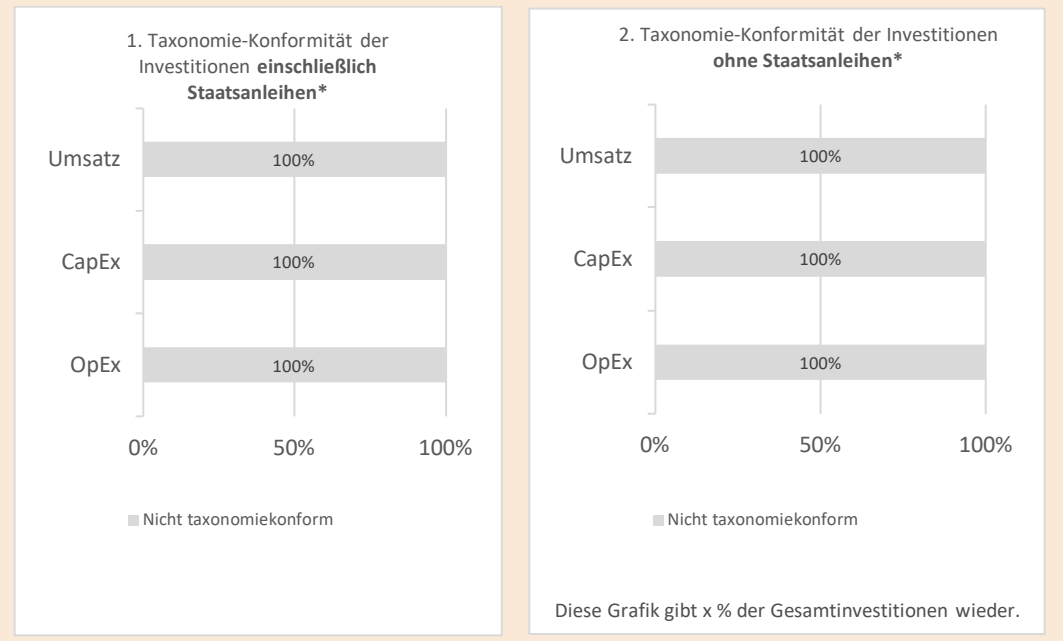 1. Taxonomie-Konformität der
Investitionen einschließlich
Staatsanleihen*
Umsatz
100%
CapEx
100%
OpEx
100%
0% 50% 100%
Nicht taxonomiekonform
2. Taxonomie-Konformität der Investitionen
ohne Staatsanleihen*
Umsatz
100%
CapEx
100%
OpEx
100%
0% 50% 100%
Nicht taxonomiekonform
Diese Grafik gibt x % der Gesamtinvestitionen wieder.